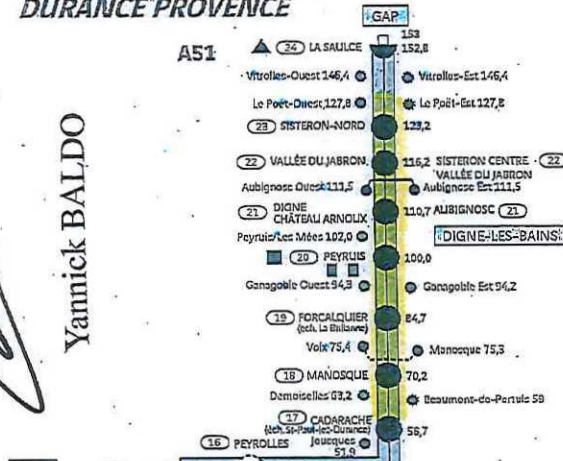 DURANCE PROVENCE
GAP
A51
153
24 LA SAULCE 152,8
Vitrolles-Ouest 146,4 Vitrolles-Est 146,4
Le Poët-Ouest 127,8 Le Poët-Est 127,8
23 SISTERON-NORD 123,2
22 VALLÉE DU JABRON 116,2 SISTERON CENTRE 22
VALLÉE DU JABRON
Aubignosc Ouest 111,5 Aubignosc Est 111,5
21 DIGNE
CHÂTEAU ARNOUX 110,7 AUBIGNOSC 21
Peyruis/Les Mées 102,0 DIGNE-LES-BAINS
20 PEYRUIS 100,0
Ganagobie Ouest 94,3 Ganagobie Est 94,2
19 FORCALQUIER 84,7
(éch. La Brillanne)
Volx 75,4 Manosque 75,3
18 MANOSQUE 70,2
Demoiselles 63,2 Beaumont-de-Pertuis 59
17 CADARACHE
(éch. St-Paul-lez-Durance) 56,7
16 PEYROLLES Jouques
51,9
Yannick BALDO